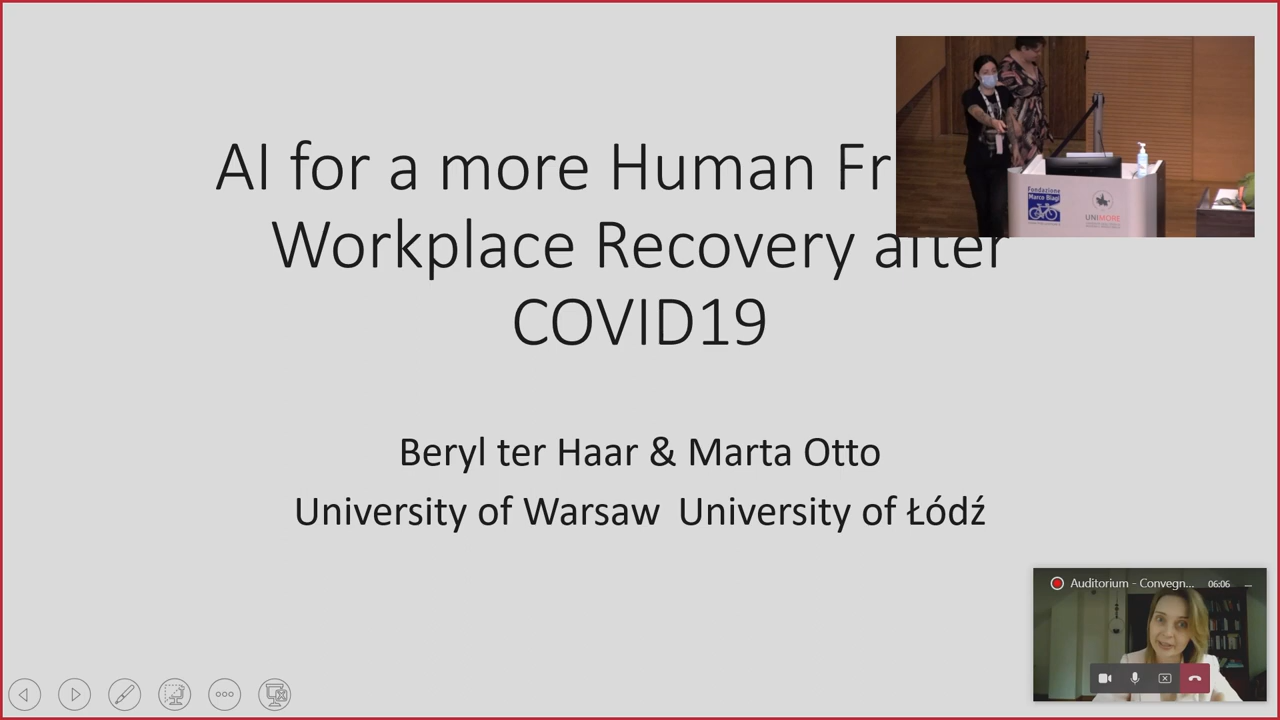 AI for a more Human Fr
Workplace Recovery after
COVID19
Beryl ter Haar & Marta Otto
University of Warsaw University of Łódź
Fondazione
Marco Biagi
UNIMORE
Auditorium - Convegn... 06:06